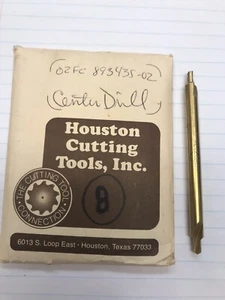 02FC 893435-02
Center Drill
Houston
Cutting
Tools, Inc.
THE CUTTING TOOL
CONNECTION
8
6013 S. Loop East - Houston, Texas 77033